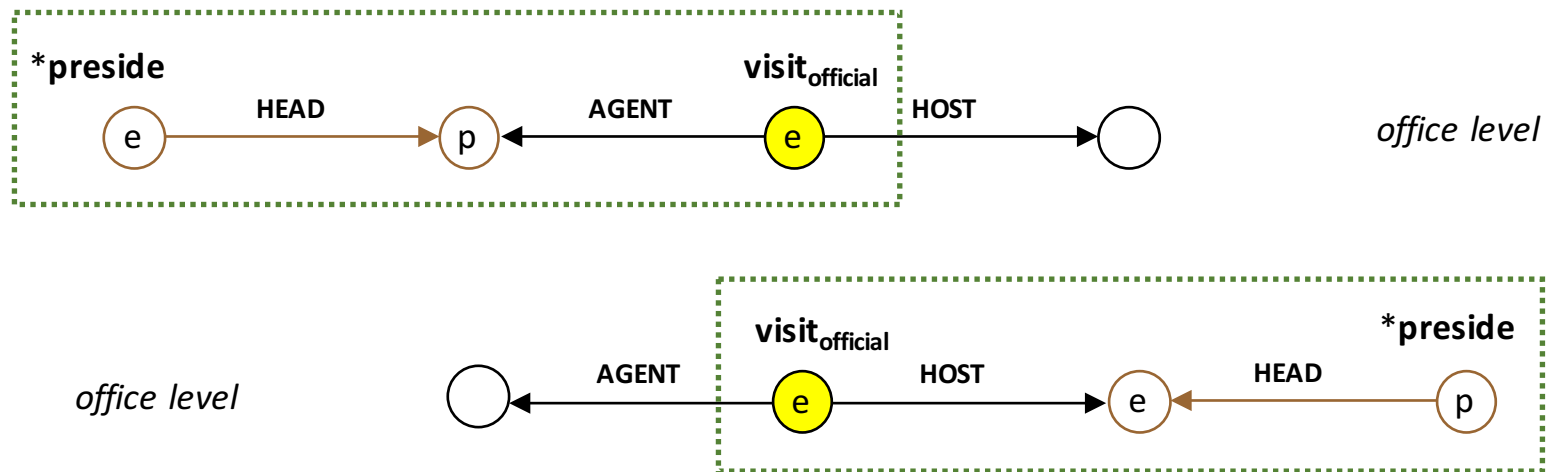 *preside visit_official
HEAD AGENT HOST
e p e office level
visit_official *preside
AGENT HOST HEAD
office level e e p